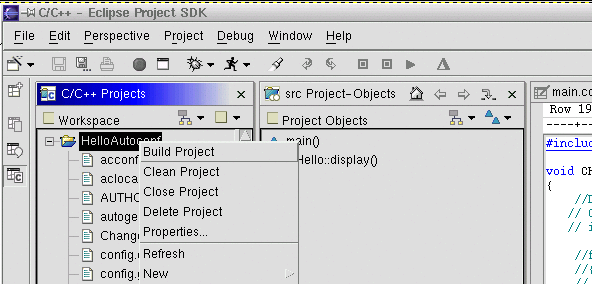 C/C++ - Eclipse Project SDK
File Edit Perspective Project Debug Window Help
C/C++ Projects
src Project-Objects
main.co
Workspace
Project Objects
Row 19
----+--
HelloAutoconf
main()
#includ
Build Project
acconf
Hello::display()
Clean Project
void CH
acloca
{
Close Project
AUTHO
Delete Project
autoge
Properties...
Change
Refresh
config.
New
config.g